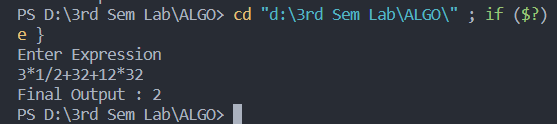 PS D:\3rd Sem Lab\ALGO> cd "d:\3rd Sem Lab\ALGO\" ; if ($?)
e }
Enter Expression
3*1/2+32+12*32
Final Output : 2
PS D:\3rd Sem Lab\ALGO>